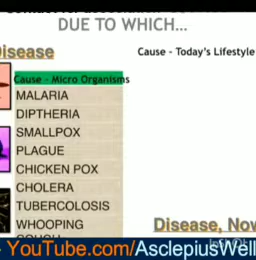 DUE TO WHICH...
Disease
Cause - Today's Lifestyle
Cause - Micro Organisms
MALARIA
DIPTHERIA
SMALLPOX
PLAGUE
CHICKEN POX
CHOLERA
TUBERCOLOSIS
WHOOPING
Disease, Now
YouTube.com/AsclepiusWell